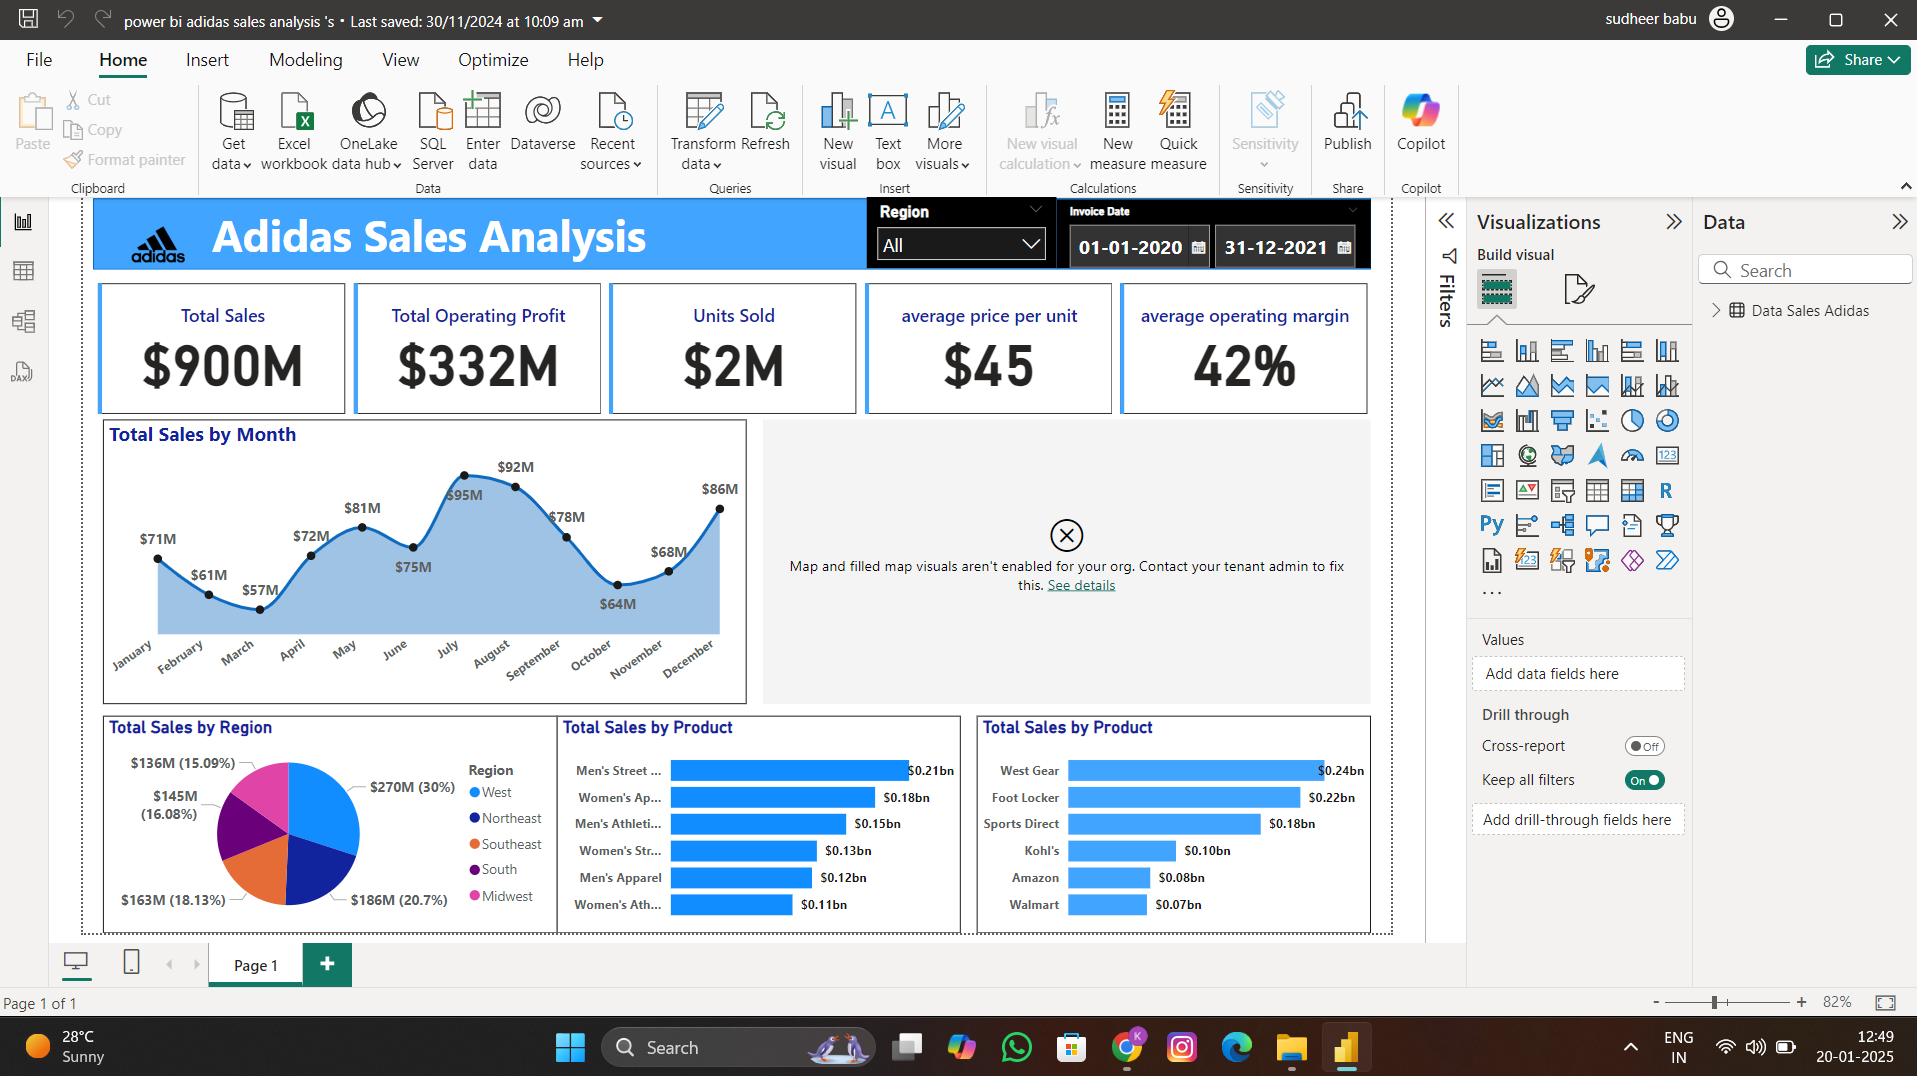 power bi adidas sales analysis 's • Last saved: 30/11/2024 at 10:09 am
sudheer babu
File Home Insert Modeling View Optimize Help
Share
Paste
Cut
Copy
Format painter
Clipboard
Get data
Excel workbook
OneLake data hub
SQL Server
Enter data
Dataverse
Recent sources
Data
Transform data
Refresh
Queries
New visual
Text box
More visuals
Insert
New visual calculation
New measure
Quick measure
Calculations
Sensitivity
Sensitivity
Publish
Share
Copilot
Copilot
adidas
Adidas Sales Analysis
Region
All
Invoice Date
01-01-2020
31-12-2021
Total Sales
$900M
Total Operating Profit
$332M
Units Sold
$2M
average price per unit
$45
average operating margin
42%
Total Sales by Month
$71M
$61M
$57M
$72M
$81M
$75M
$95M
$92M
$78M
$64M
$68M
$86M
January
February
March
April
May
June
July
August
September
October
November
December
Map and filled map visuals aren't enabled for your org. Contact your tenant admin to fix
this. See details
Total Sales by Region
$136M (15.09%)
$145M
(16.08%)
$163M (18.13%)
$270M (30%)
$186M (20.7%)
Region
West
Northeast
Southeast
South
Midwest
Total Sales by Product
Men's Street ... $0.21bn
Women's Ap... $0.18bn
Men's Athleti... $0.15bn
Women's Str... $0.13bn
Men's Apparel $0.12bn
Women's Ath... $0.11bn
Total Sales by Product
West Gear $0.24bn
Foot Locker $0.22bn
Sports Direct $0.18bn
Kohl's $0.10bn
Amazon $0.08bn
Walmart $0.07bn
Filters
Visualizations
Build visual
123
R
Py
123
...
Values
Add data fields here
Drill through
Cross-report
Off
Keep all filters
On
Add drill-through fields here
Data
Search
Data Sales Adidas
DAX
Page 1
+
Page 1 of 1
- + 82%
28°C
Sunny
Search
K
ENG
IN
12:49
20-01-2025